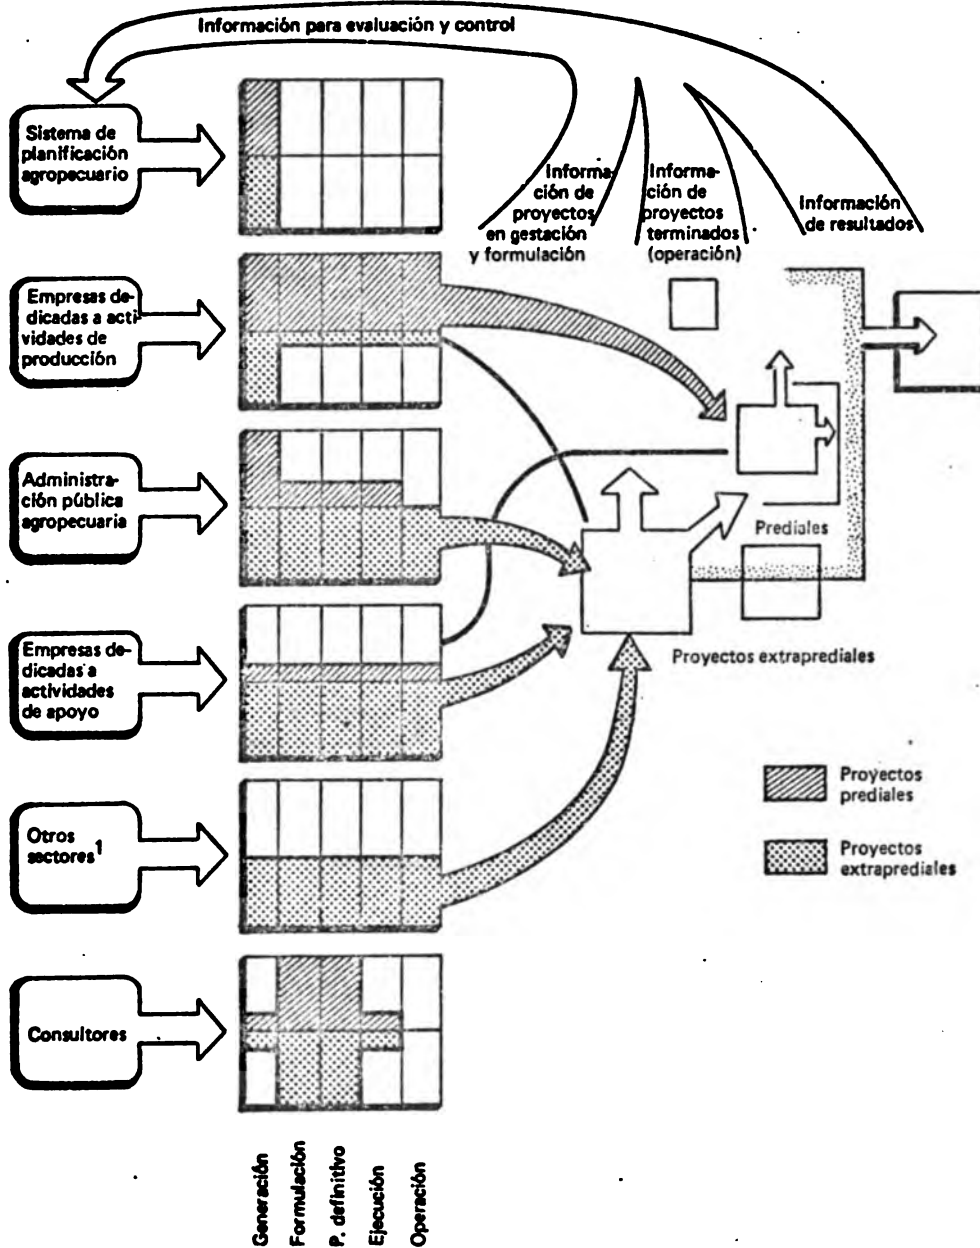 Información para evaluación y control
Sistema de
planificación
agropecuario
Informa-
ción de
proyectos
en gestación
y formulación
Informa-
ción de
proyectos
terminados
(operación)
Información
de resultados
Empresas de-
dicadas a acti-
vidades de
producción
Administra-
ción pública
agropecuaria
Prediales
Empresas de-
dicadas a
actividades
de apoyo
Proyectos extraprediales
Proyectos
prediales
Otros
sectores1
Proyectos
extraprediales
Consultores
Generación
Formulación
P. definitivo
Ejecución
Operación